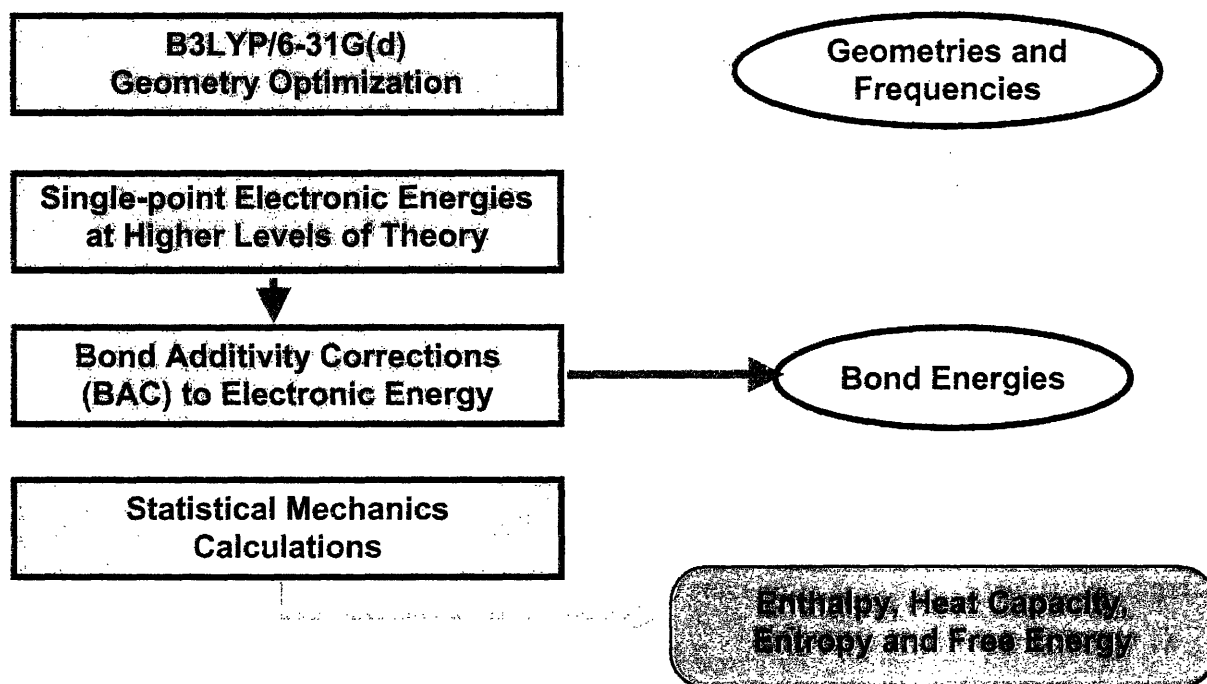 B3LYP/6-31G(d)
Geometry Optimization
Geometries and
Frequencies
Single-point Electronic Energies
at Higher Levels of Theory
Bond Additivity Corrections
(BAC) to Electronic Energy
Bond Energies
Statistical Mechanics
Calculations
Enthalpy, Heat Capacity,
Entropy and Free Energy